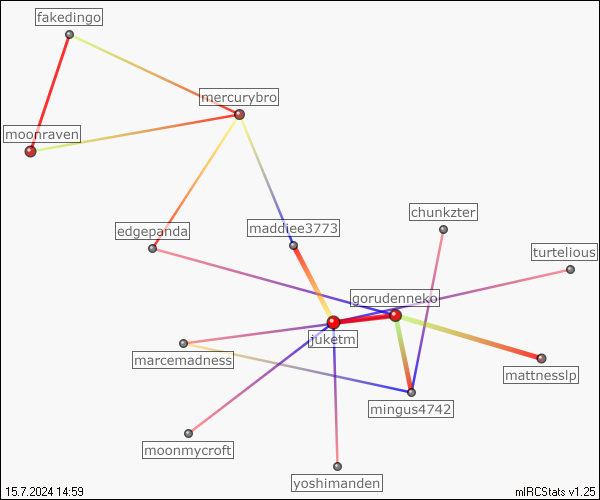 fakedingo
mercurybro
moonraven
chunkzter
edgepanda
maddiee3773
turtelious
gorudenneko
juketm
marcemadness
mattnesslp
mingus4742
moonmycroft
yoshimanden
15.7.2024 14:59
mIRCStats v1.25